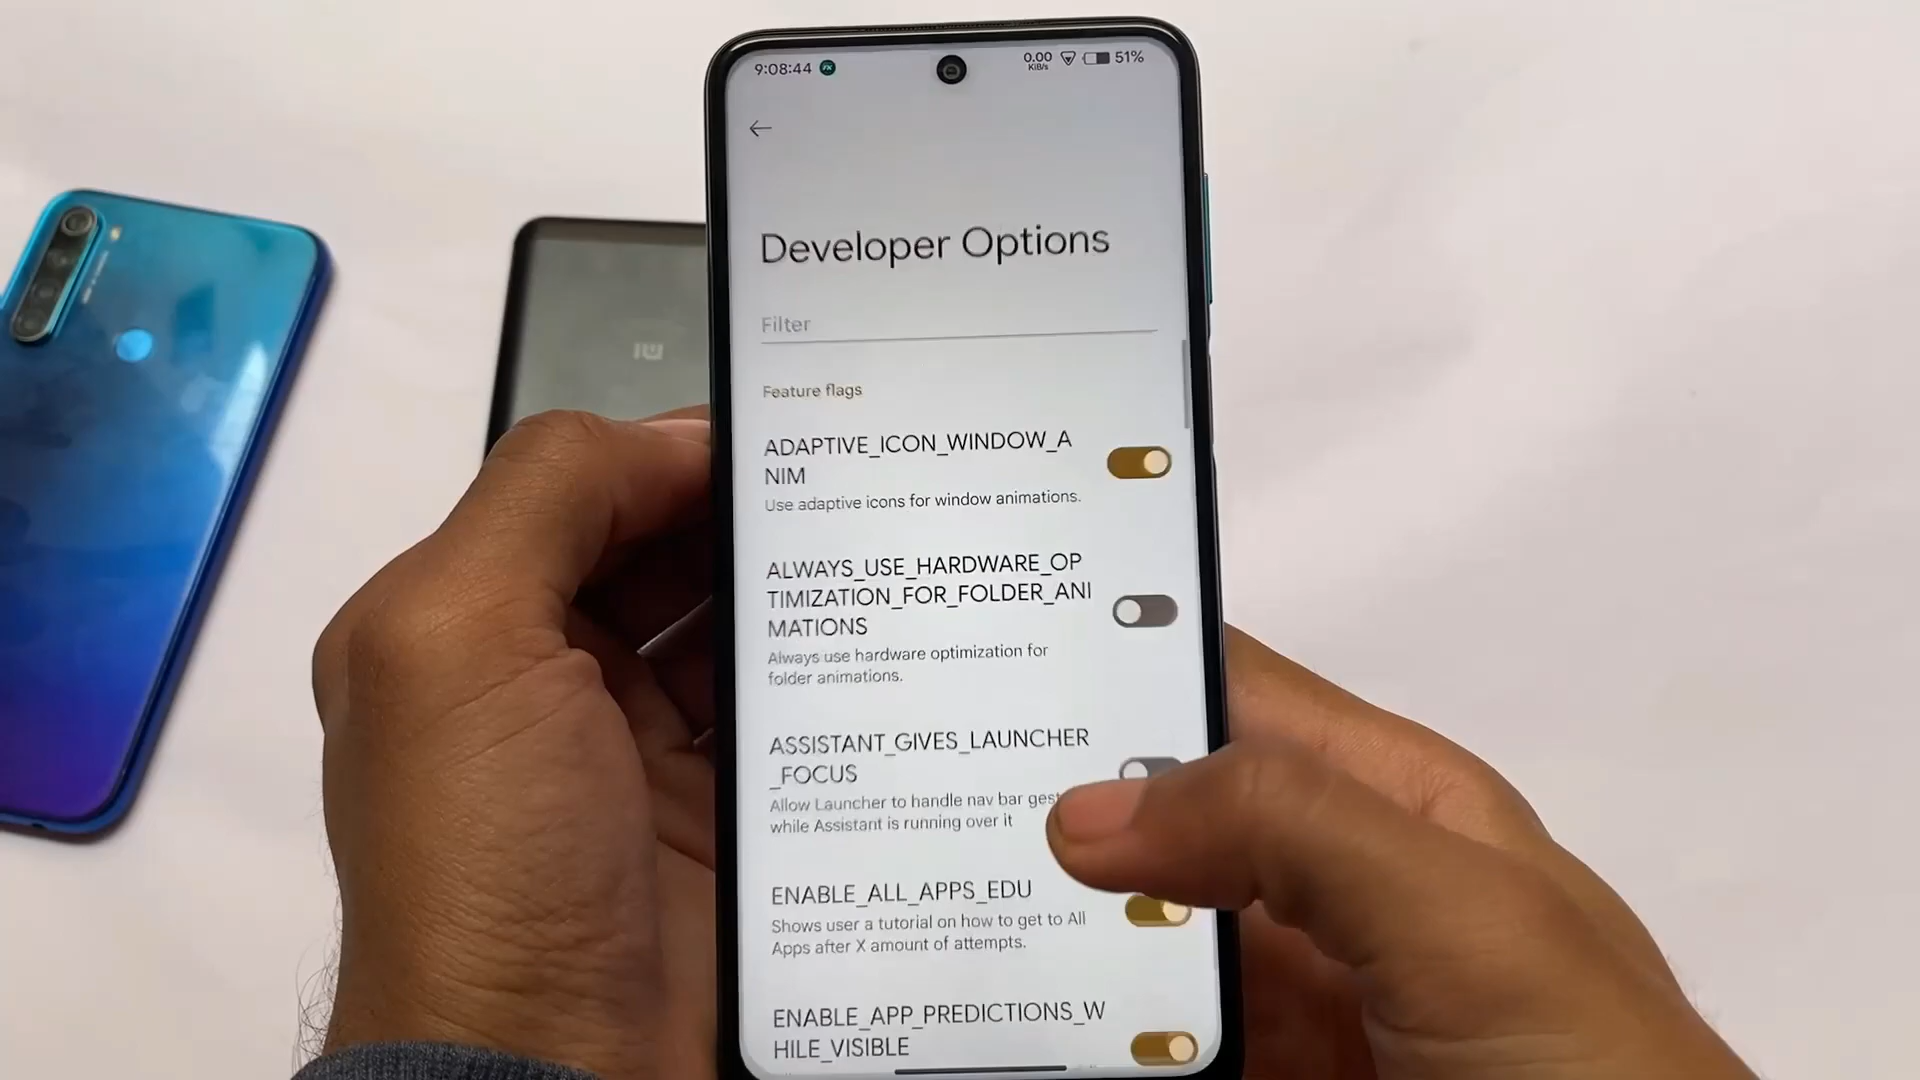 9:08:44
0.00
KiB/s
51%
Developer Options
Filter
Feature flags
ADAPTIVE_ICON_WINDOW_A
NIM
Use adaptive icons for window animations.
ALWAYS_USE_HARDWARE_OP
TIMIZATION_FOR_FOLDER_ANI
MATIONS
Always use hardware optimization for
folder animations.
ASSISTANT_GIVES_LAUNCHER
_FOCUS
Allow Launcher to handle nav bar gest
while Assistant is running over it
ENABLE_ALL_APPS_EDU
Shows user a tutorial on how to get to All
Apps after X amount of attempts.
ENABLE_APP_PREDICTIONS_W
HILE_VISIBLE